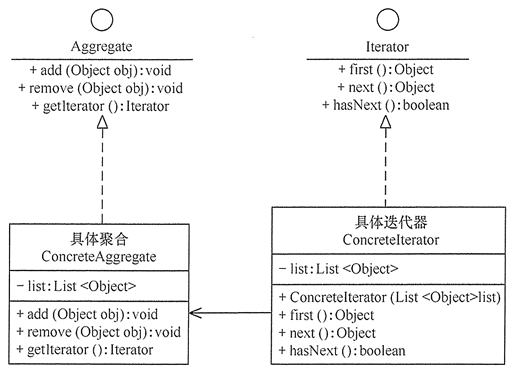 Aggregate
+ add (Object obj): void
+ remove (Object obj): void
+ getIterator (): Iterator
Iterator
+ first (): Object
+ next (): Object
+ hasNext (): boolean
具体聚合
ConcreteAggregate
− list: List <Object>
+ add (Object obj): void
+ remove (Object obj): void
+ getIterator (): Iterator
具体迭代器
ConcreteIterator
− list: List <Object>
+ ConcreteIterator (List <Object>list)
+ first (): Object
+ next (): Object
+ hasNext (): boolean